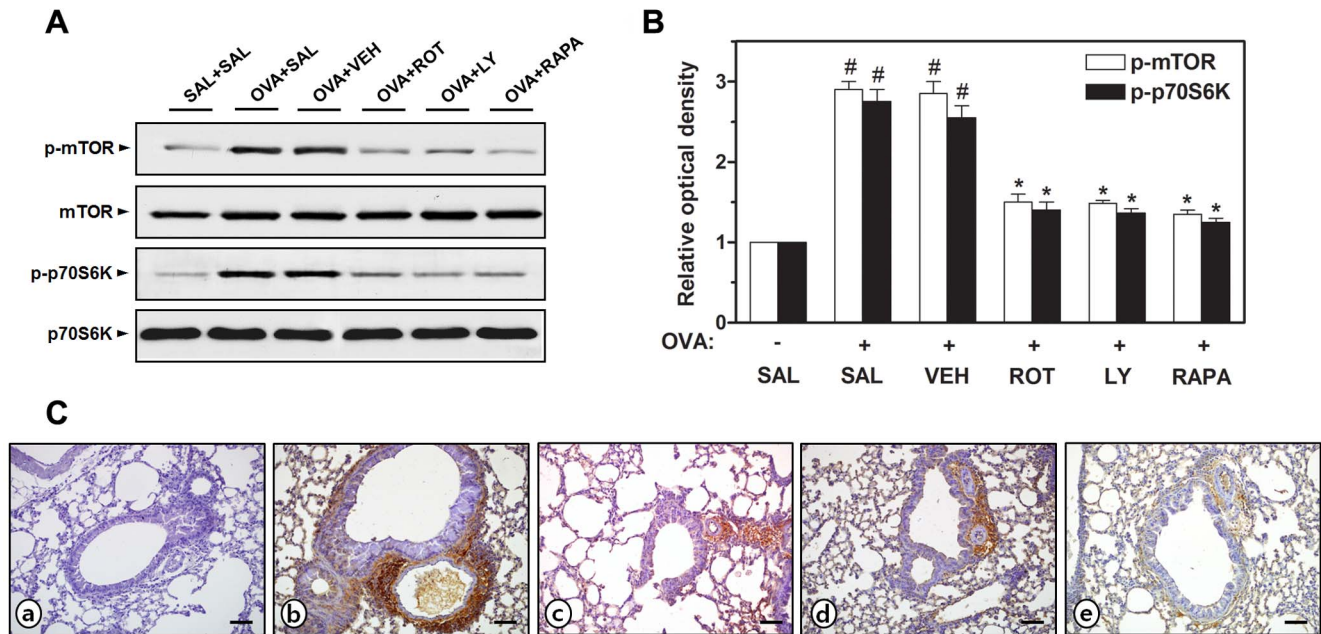 A
SAL+SAL
OVA+SAL
OVA+VEH
OVA+ROT
OVA+LY
OVA+RAPA
p-mTOR
mTOR
p-p70S6K
p70S6K
B
Relative optical density
3
2
1
0
# # # #
* * * * * *
p-mTOR
p-p70S6K
OVA: - + + + + +
SAL SAL VEH ROT LY RAPA
C
a b c d e